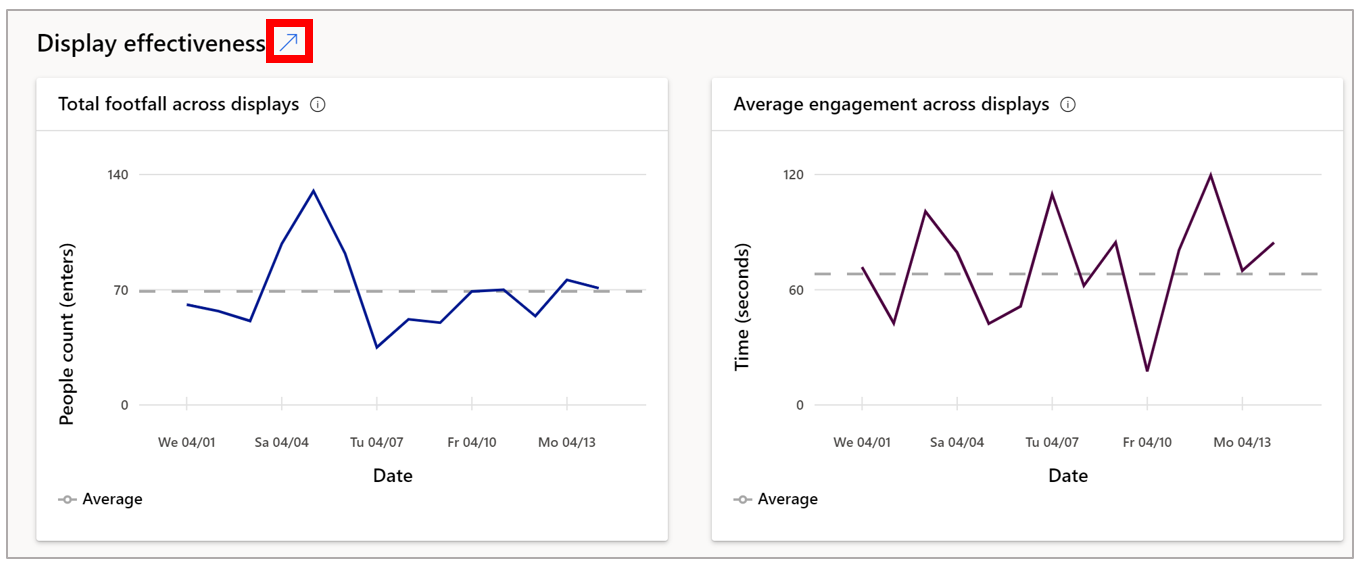 Display effectiveness
Total footfall across displays
140
70
0
People count (enters)
We 04/01 Sa 04/04 Tu 04/07 Fr 04/10 Mo 04/13
Date
Average
Average engagement across displays
120
60
0
Time (seconds)
We 04/01 Sa 04/04 Tu 04/07 Fr 04/10 Mo 04/13
Date
Average